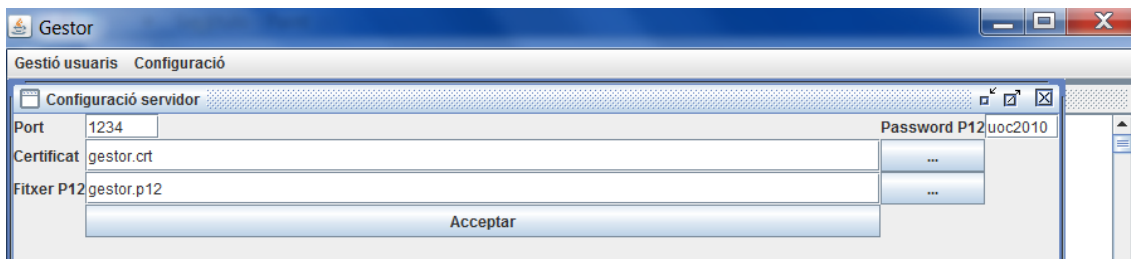 Gestor
Gestió usuaris Configuració
Configuració servidor
Port 1234 Password P12 uoc2010
Certificat gestor.crt ...
Fitxer P12 gestor.p12 ...
Acceptar